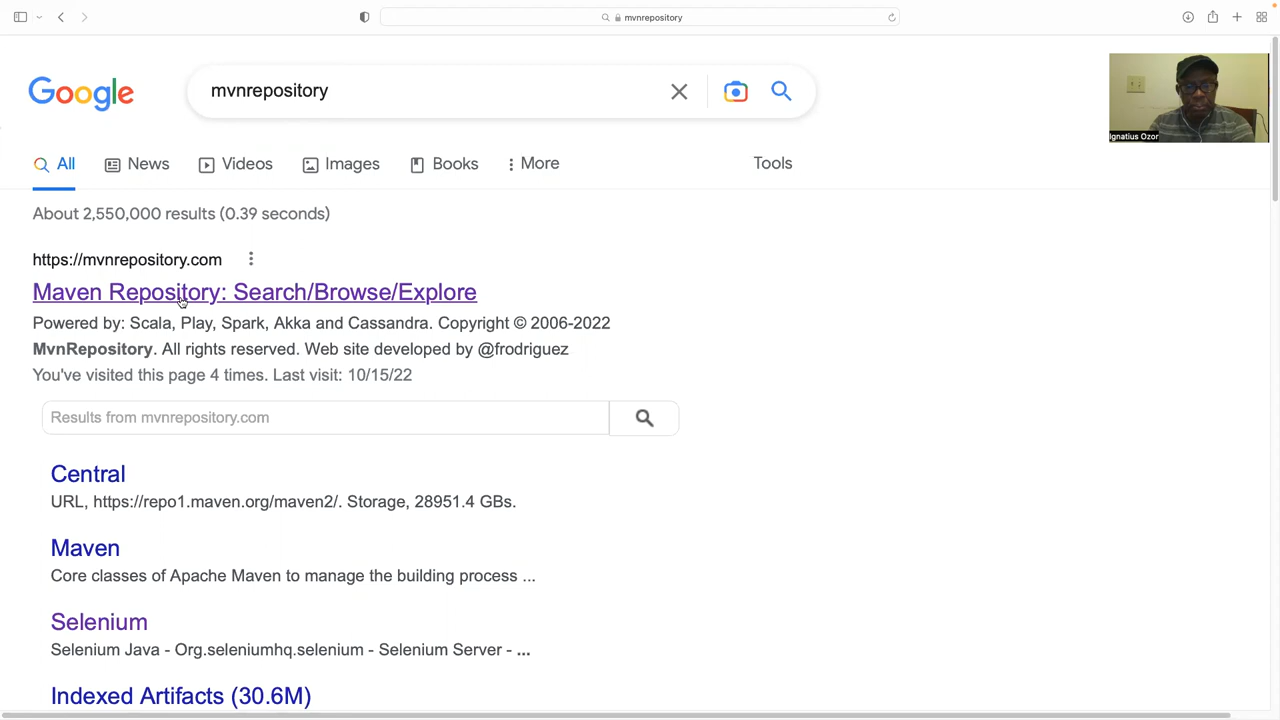 mvnrepository
Google
mvnrepository
Ignatius Ozor
All
News
Videos
Images
Books
More
Tools
About 2,550,000 results (0.39 seconds)
https://mvnrepository.com
Maven Repository: Search/Browse/Explore
Powered by: Scala, Play, Spark, Akka and Cassandra. Copyright © 2006-2022
MvnRepository. All rights reserved. Web site developed by @frodriguez
You've visited this page 4 times. Last visit: 10/15/22
Results from mvnrepository.com
Central
URL, https://repo1.maven.org/maven2/. Storage, 28951.4 GBs.
Maven
Core classes of Apache Maven to manage the building process ...
Selenium
Selenium Java - Org.seleniumhq.selenium - Selenium Server - ...
Indexed Artifacts (30.6M)